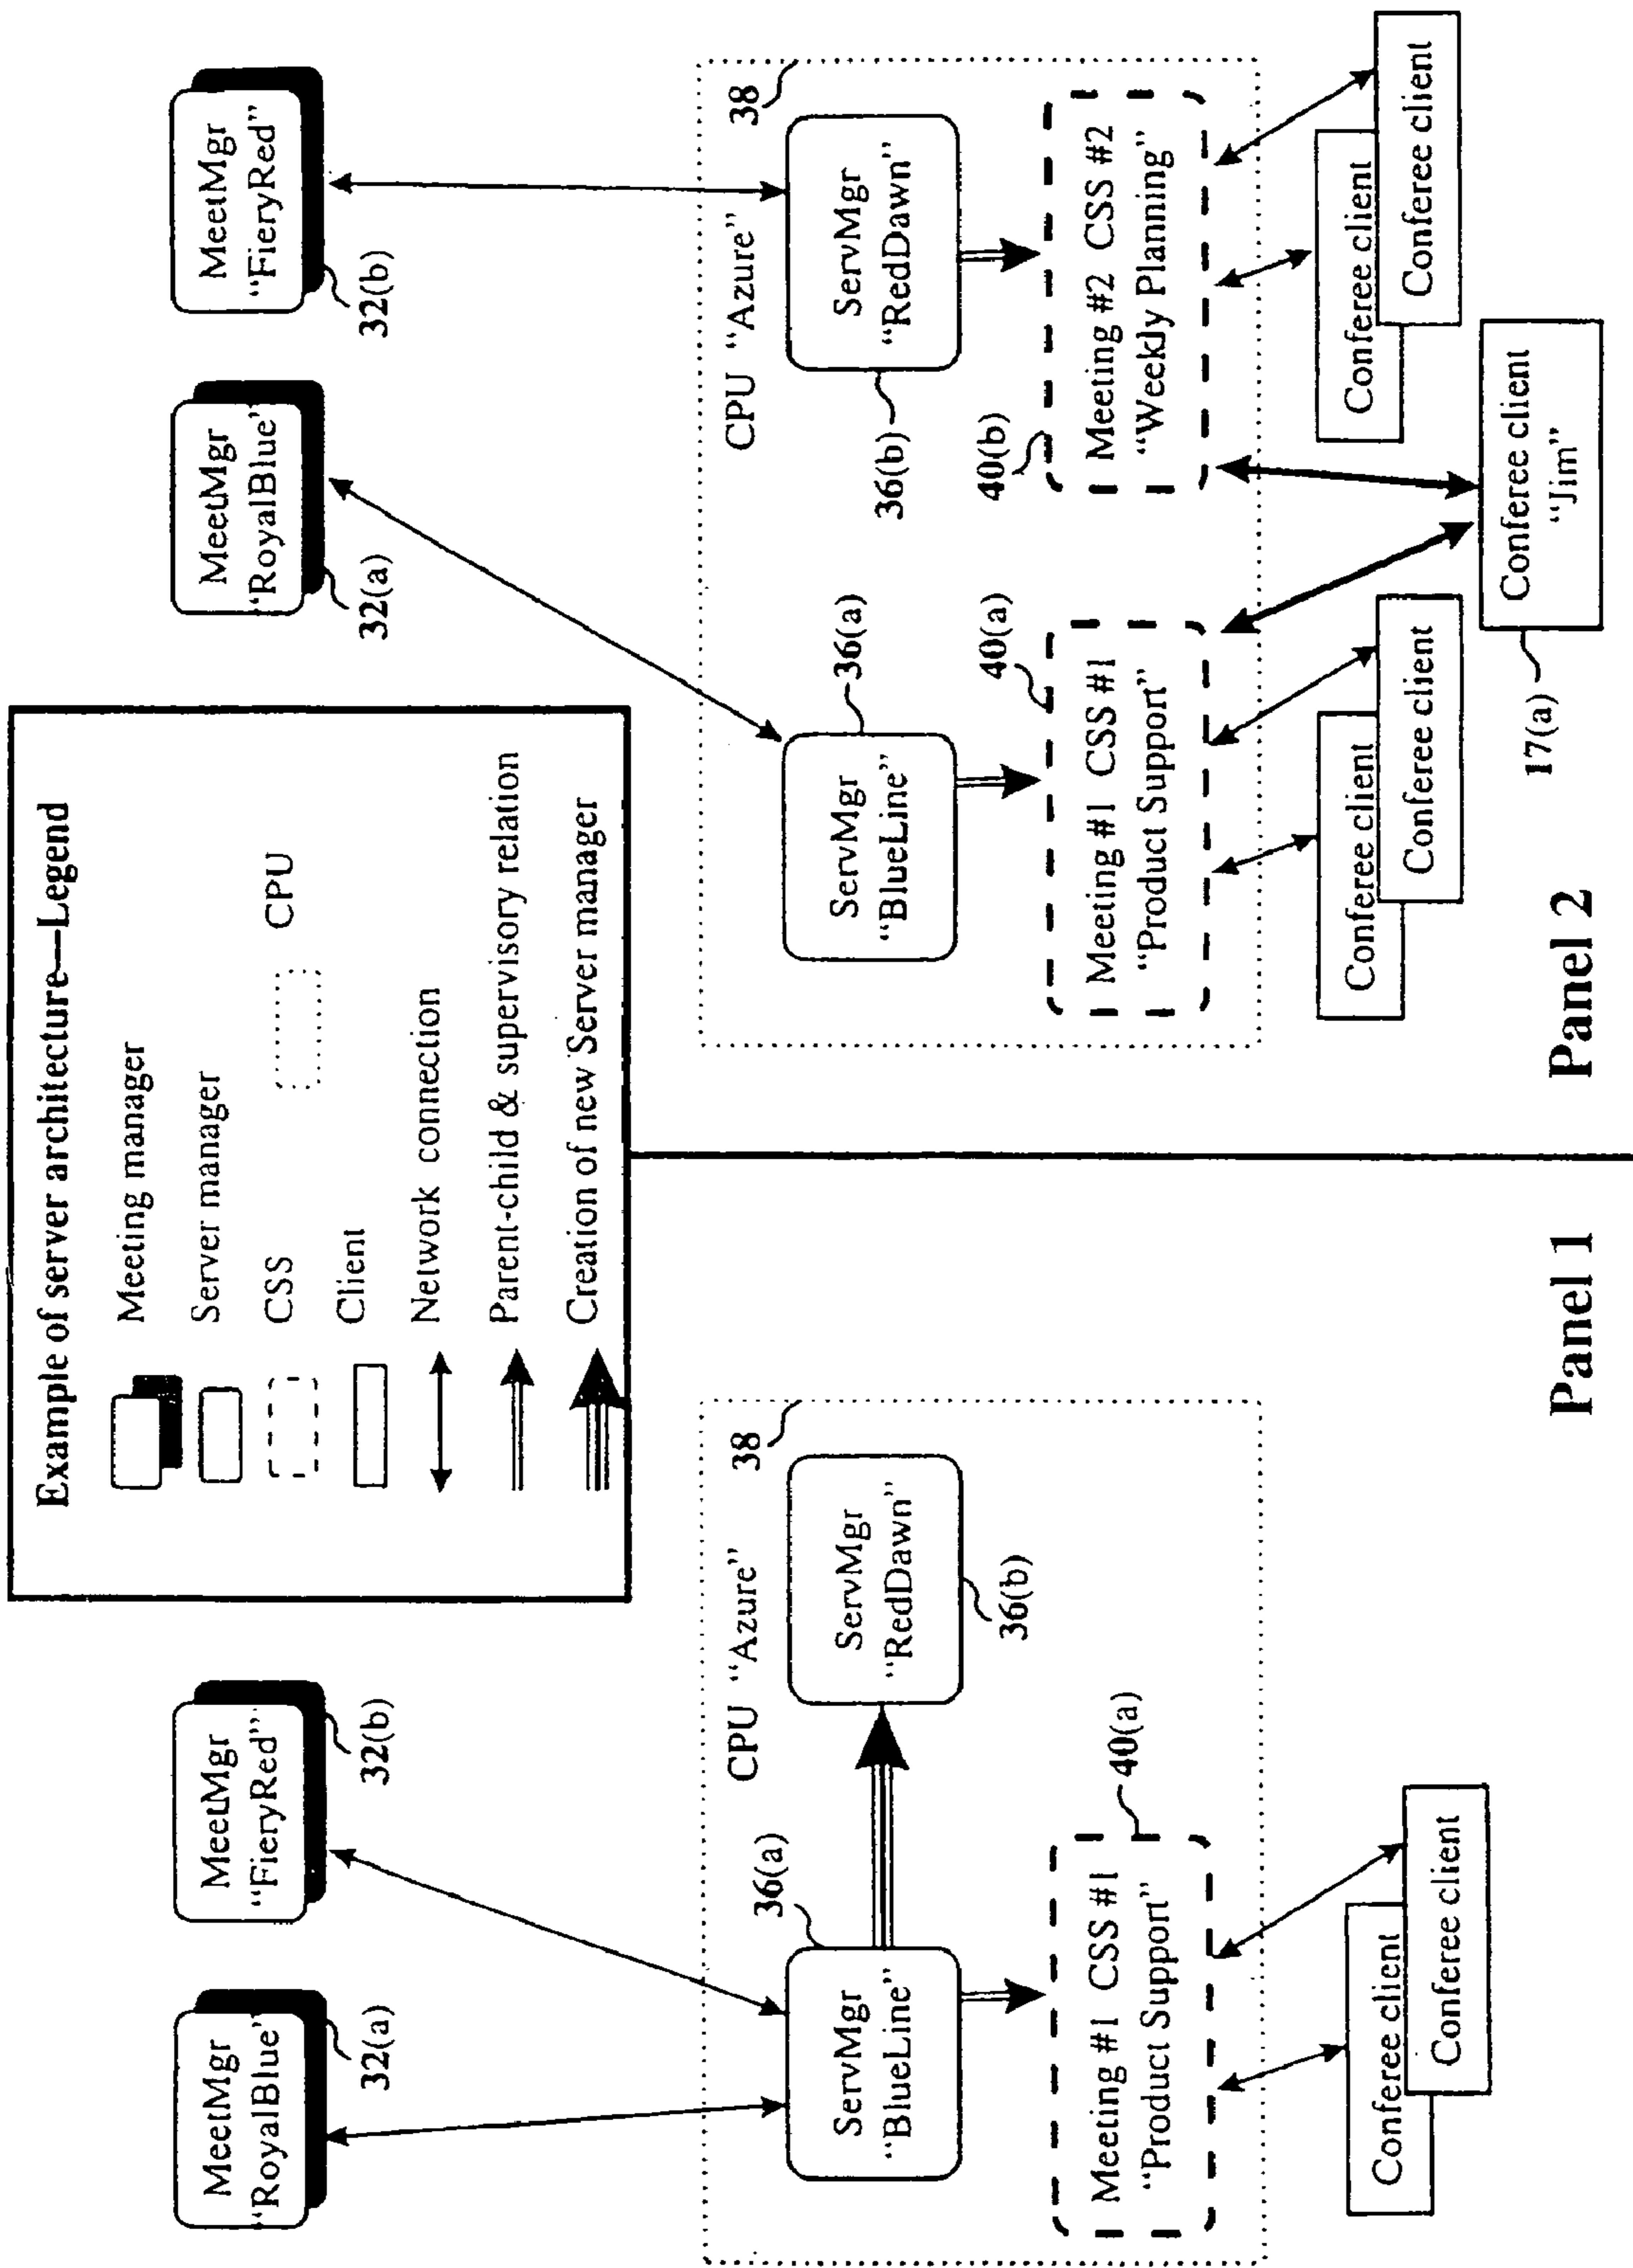 Example of server architecture—Legend
Meeting manager
Server manager
CSS
CPU
Client
Network connection
Parent-child & supervisory relation
Creation of new Server manager
MeetMgr
“RoyalBlue”
32(a)
MeetMgr
“FieryRed”
32(b)
CPU “Azure”
38
36(a)
ServMgr
“BlueLine”
ServMgr
“RedDawn”
36(b)
Meeting #1 CSS #1
“Product Support”
40(a)
Conferee client
Conferee client
Panel 1
MeetMgr
“RoyalBlue”
32(a)
MeetMgr
“FieryRed”
32(b)
CPU “Azure”
38
ServMgr
“BlueLine”
36(a)
ServMgr
“RedDawn”
36(b)
40(a)
Meeting #1 CSS #1
“Product Support”
40(b)
Meeting #2 CSS #2
“Weekly Planning”
Conferee client
Conferee client
Conferee client
Conferee client
Conferee client
“Jim”
17(a)
Panel 2